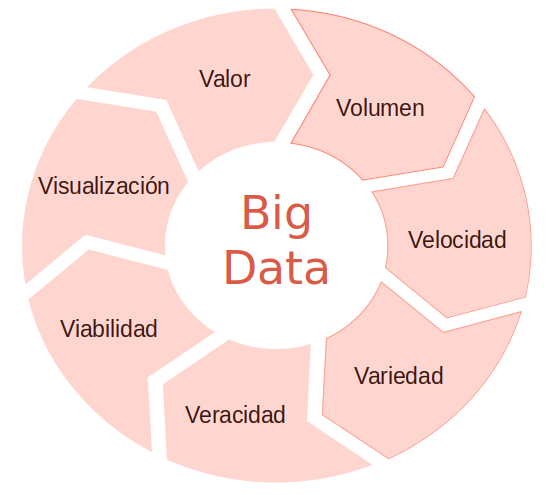 Valor
Volumen
Visualización
Big
Data
Velocidad
Viabilidad
Variedad
Veracidad